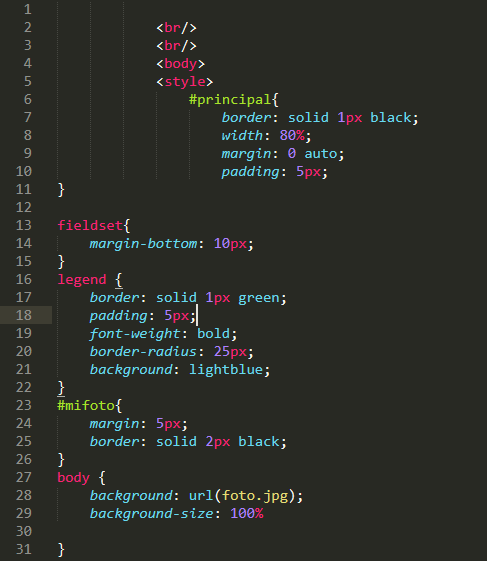 1
2 <br/>
3 <br/>
4 <body>
5 <style>
6 #principal{
7 border: solid 1px black;
8 width: 80%;
9 margin: 0 auto;
10 padding: 5px;
11 }
12
13 fieldset{
14 margin-bottom: 10px;
15 }
16 legend {
17 border: solid 1px green;
18 padding: 5px;
19 font-weight: bold;
20 border-radius: 25px;
21 background: lightblue;
22 }
23 #mifoto{
24 margin: 5px;
25 border: solid 2px black;
26 }
27 body {
28 background: url(foto.jpg);
29 background-size: 100%
30
31 }